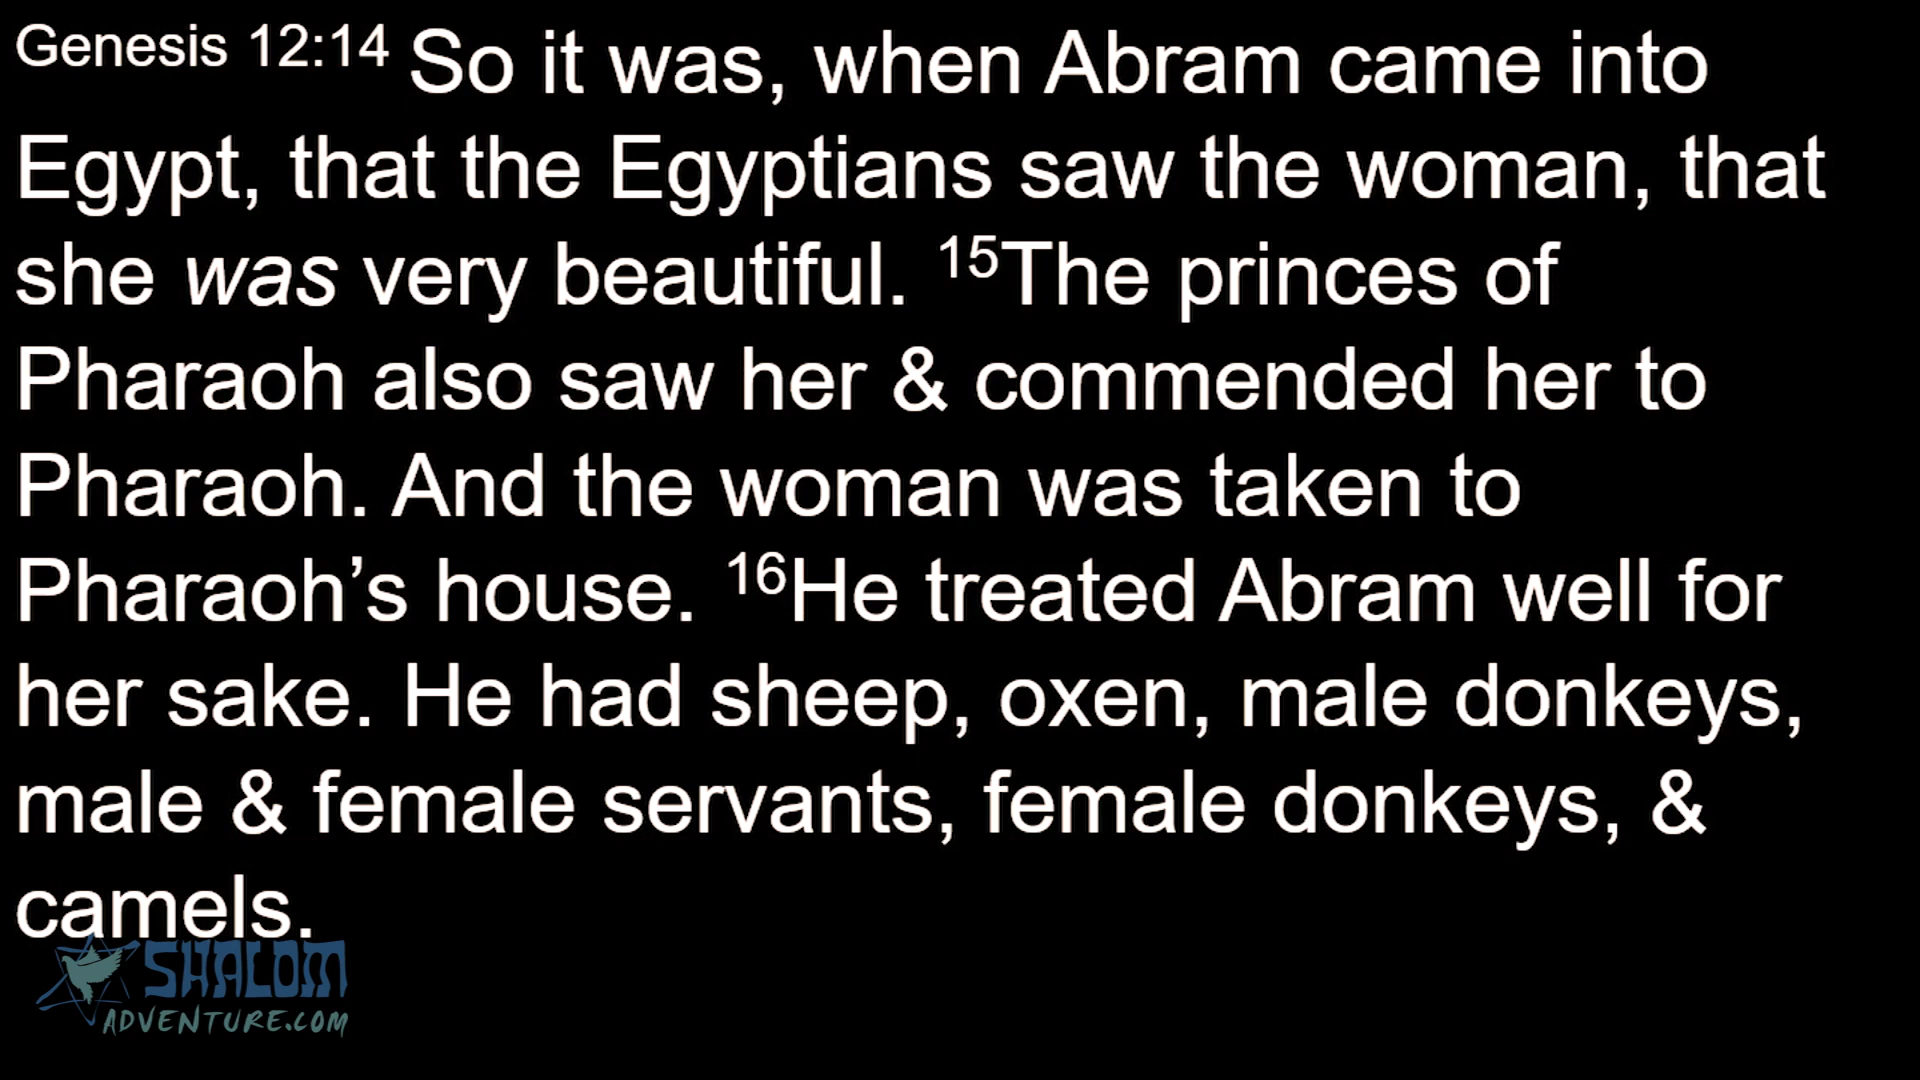 Genesis 12:14 So it was, when Abram came into
Egypt, that the Egyptians saw the woman, that
she was very beautiful. 15The princes of
Pharaoh also saw her & commended her to
Pharaoh. And the woman was taken to
Pharaoh’s house. 16He treated Abram well for
her sake. He had sheep, oxen, male donkeys,
male & female servants, female donkeys, &
camels.
SHALOM
ADVENTURE.COM